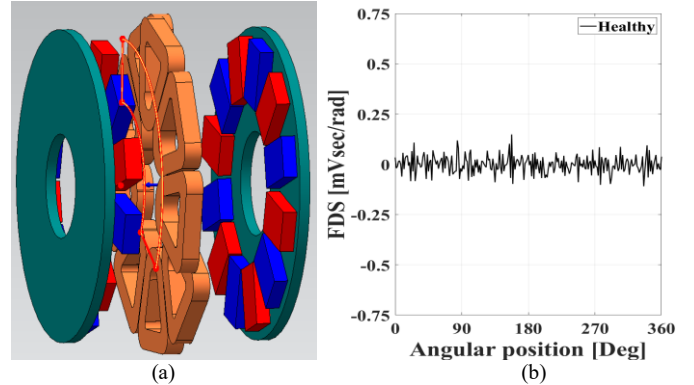 0.75
Healthy
0.5
0.25
0
-0.25
-0.5
-0.75
FDS [mVsec/rad]
0 90 180 270 360
Angular position [Deg]
(a) (b)